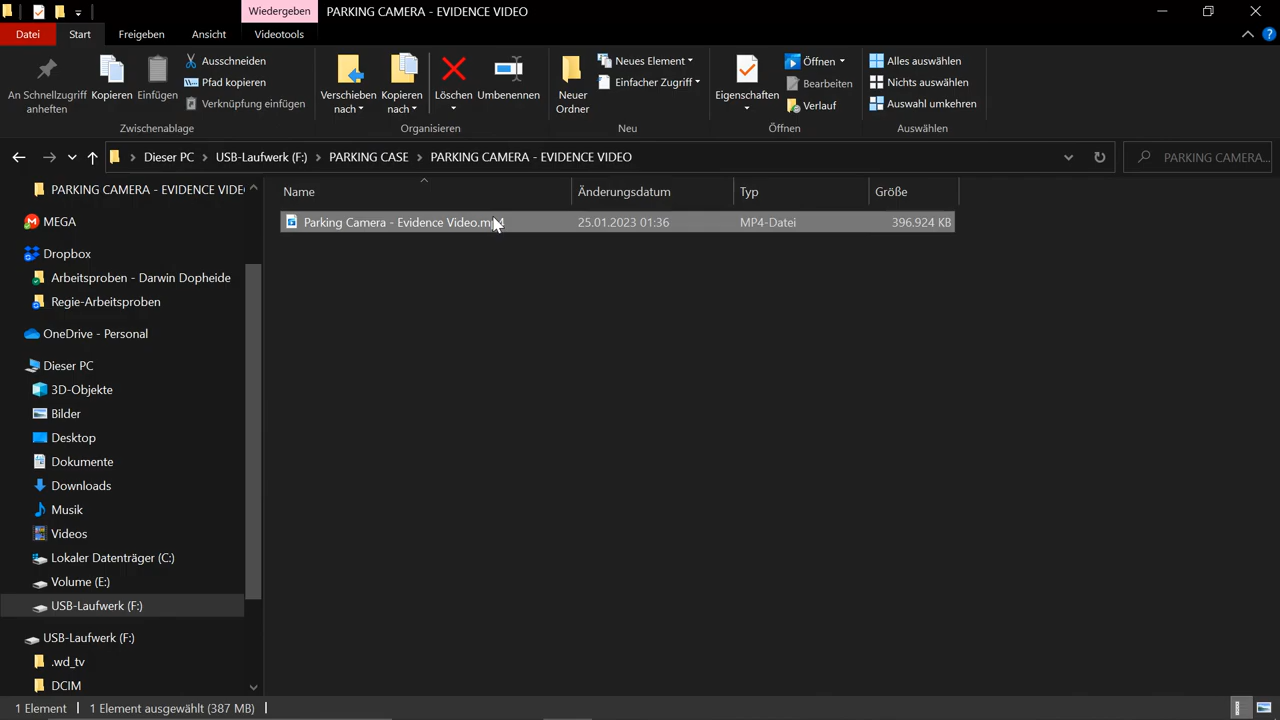 Wiedergeben
PARKING CAMERA - EVIDENCE VIDEO
Datei
Start
Freigeben
Ansicht
Videotools
An Schnellzugriff
anheften
Kopieren
Einfügen
Ausschneiden
Pfad kopieren
Verknüpfung einfügen
Zwischenablage
Verschieben
nach
Kopieren
nach
Löschen
Umbenennen
Organisieren
Neuer
Ordner
Neues Element
Einfacher Zugriff
Neu
Eigenschaften
Öffnen
Bearbeiten
Verlauf
Öffnen
Alles auswählen
Nichts auswählen
Auswahl umkehren
Auswählen
Dieser PC > USB-Laufwerk (F:) > PARKING CASE > PARKING CAMERA - EVIDENCE VIDEO
PARKING CAMERA...
Name
Änderungsdatum
Typ
Größe
Parking Camera - Evidence Video.mp4
25.01.2023 01:36
MP4-Datei
396.924 KB
PARKING CAMERA - EVIDENCE VIDE
MEGA
Dropbox
Arbeitsproben - Darwin Dopheide
Regie-Arbeitsproben
OneDrive - Personal
Dieser PC
3D-Objekte
Bilder
Desktop
Dokumente
Downloads
Musik
Videos
Lokaler Datenträger (C:)
Volume (E:)
USB-Laufwerk (F:)
USB-Laufwerk (F:)
.wd_tv
DCIM
1 Element
1 Element ausgewählt (387 MB)